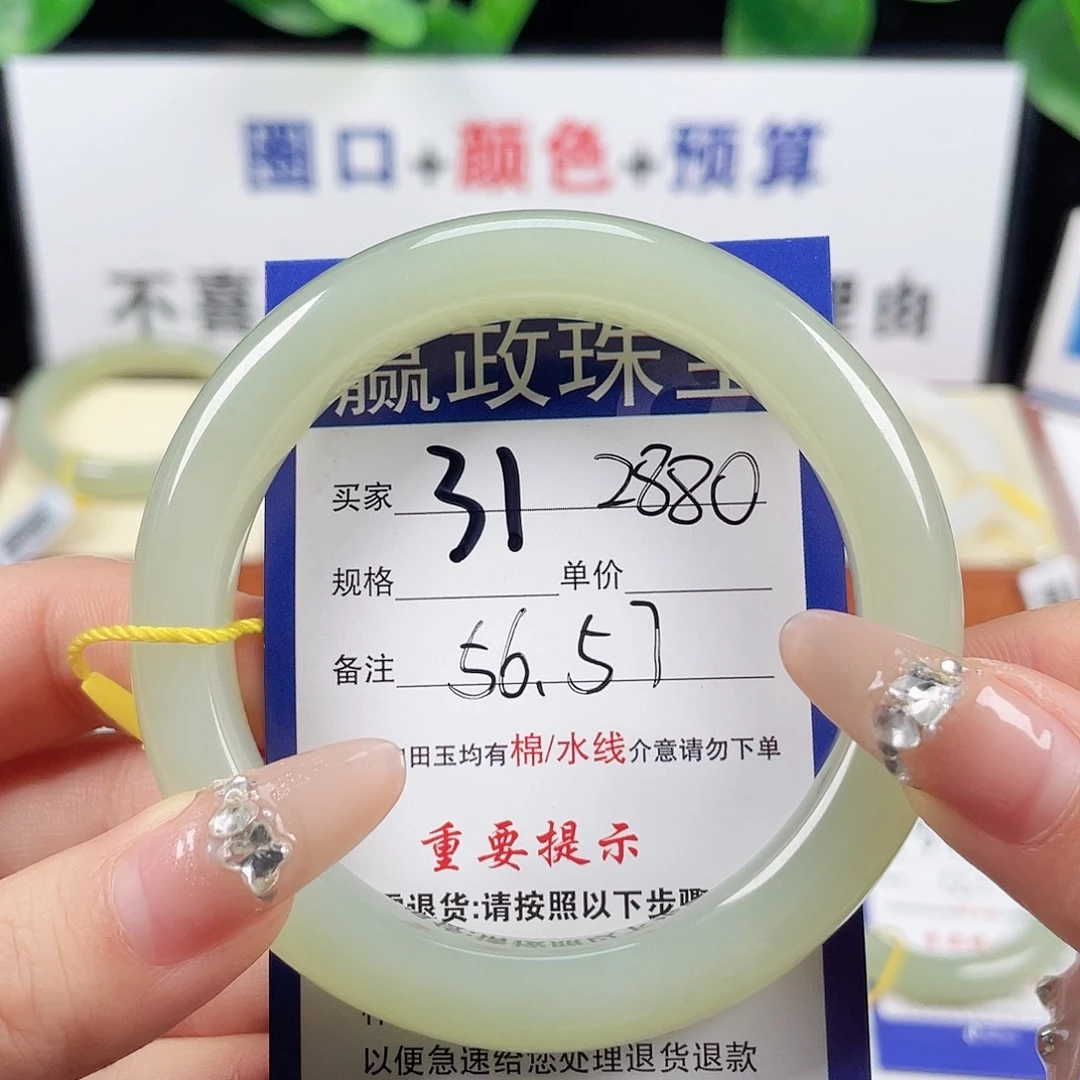 圈口+颜色+预算
不喜 理由
赢政珠宝
买家 31 2880
规格 单价
备注 56.57
田玉均有棉/水线介意请勿下单
重要提示
需退货:请按照以下步骤
以便急速给您处理退货退款